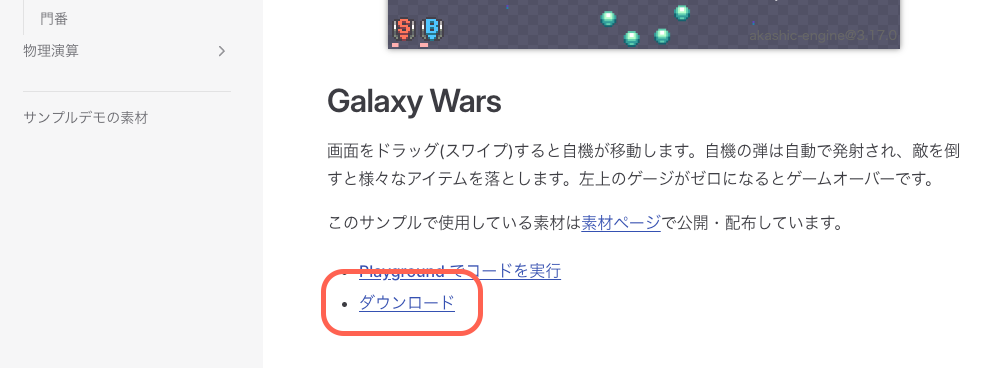 門番
物理演算
サンプルデモの素材
S B
akashic-engine@3.17.0
Galaxy Wars
画面をドラッグ(スワイプ)すると自機が移動します。自機の弾は自動で発射され、敵を倒
すと様々なアイテムを落とします。左上のゲージがゼロになるとゲームオーバーです。
このサンプルで使用している素材は素材ページで公開・配布しています。
Playground でコードを実行
ダウンロード